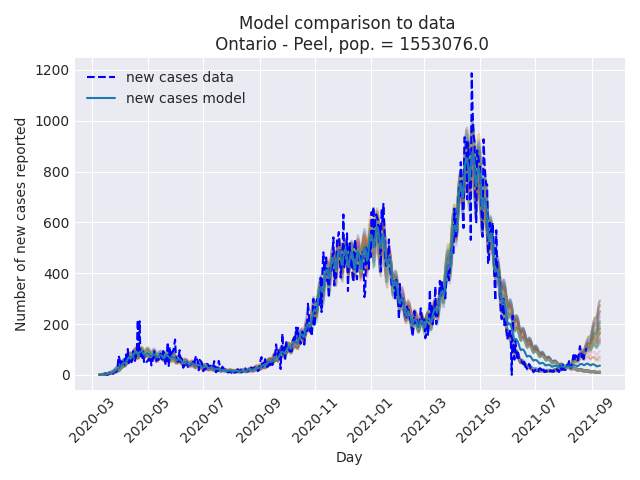 Model comparison to data
Ontario - Peel, pop. = 1553076.0
new cases data
new cases model
Number of new cases reported
1200
1000
800
600
400
200
0
2020-03
2020-05
2020-07
2020-09
2020-11
2021-01
2021-03
2021-05
2021-07
2021-09
Day